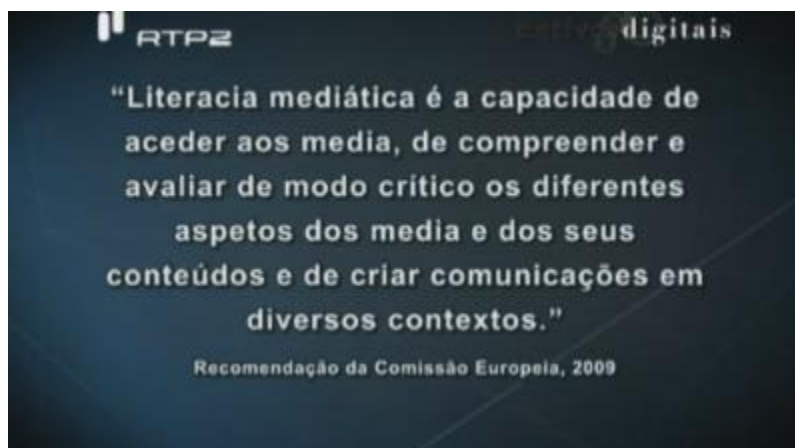 RTP2
digitais
“Literacia mediática é a capacidade de
aceder aos media, de compreender e
avaliar de modo crítico os diferentes
aspetos dos media e dos seus
conteúdos e de criar comunicações em
diversos contextos.”
Recomendação da Comissão Europeia, 2009